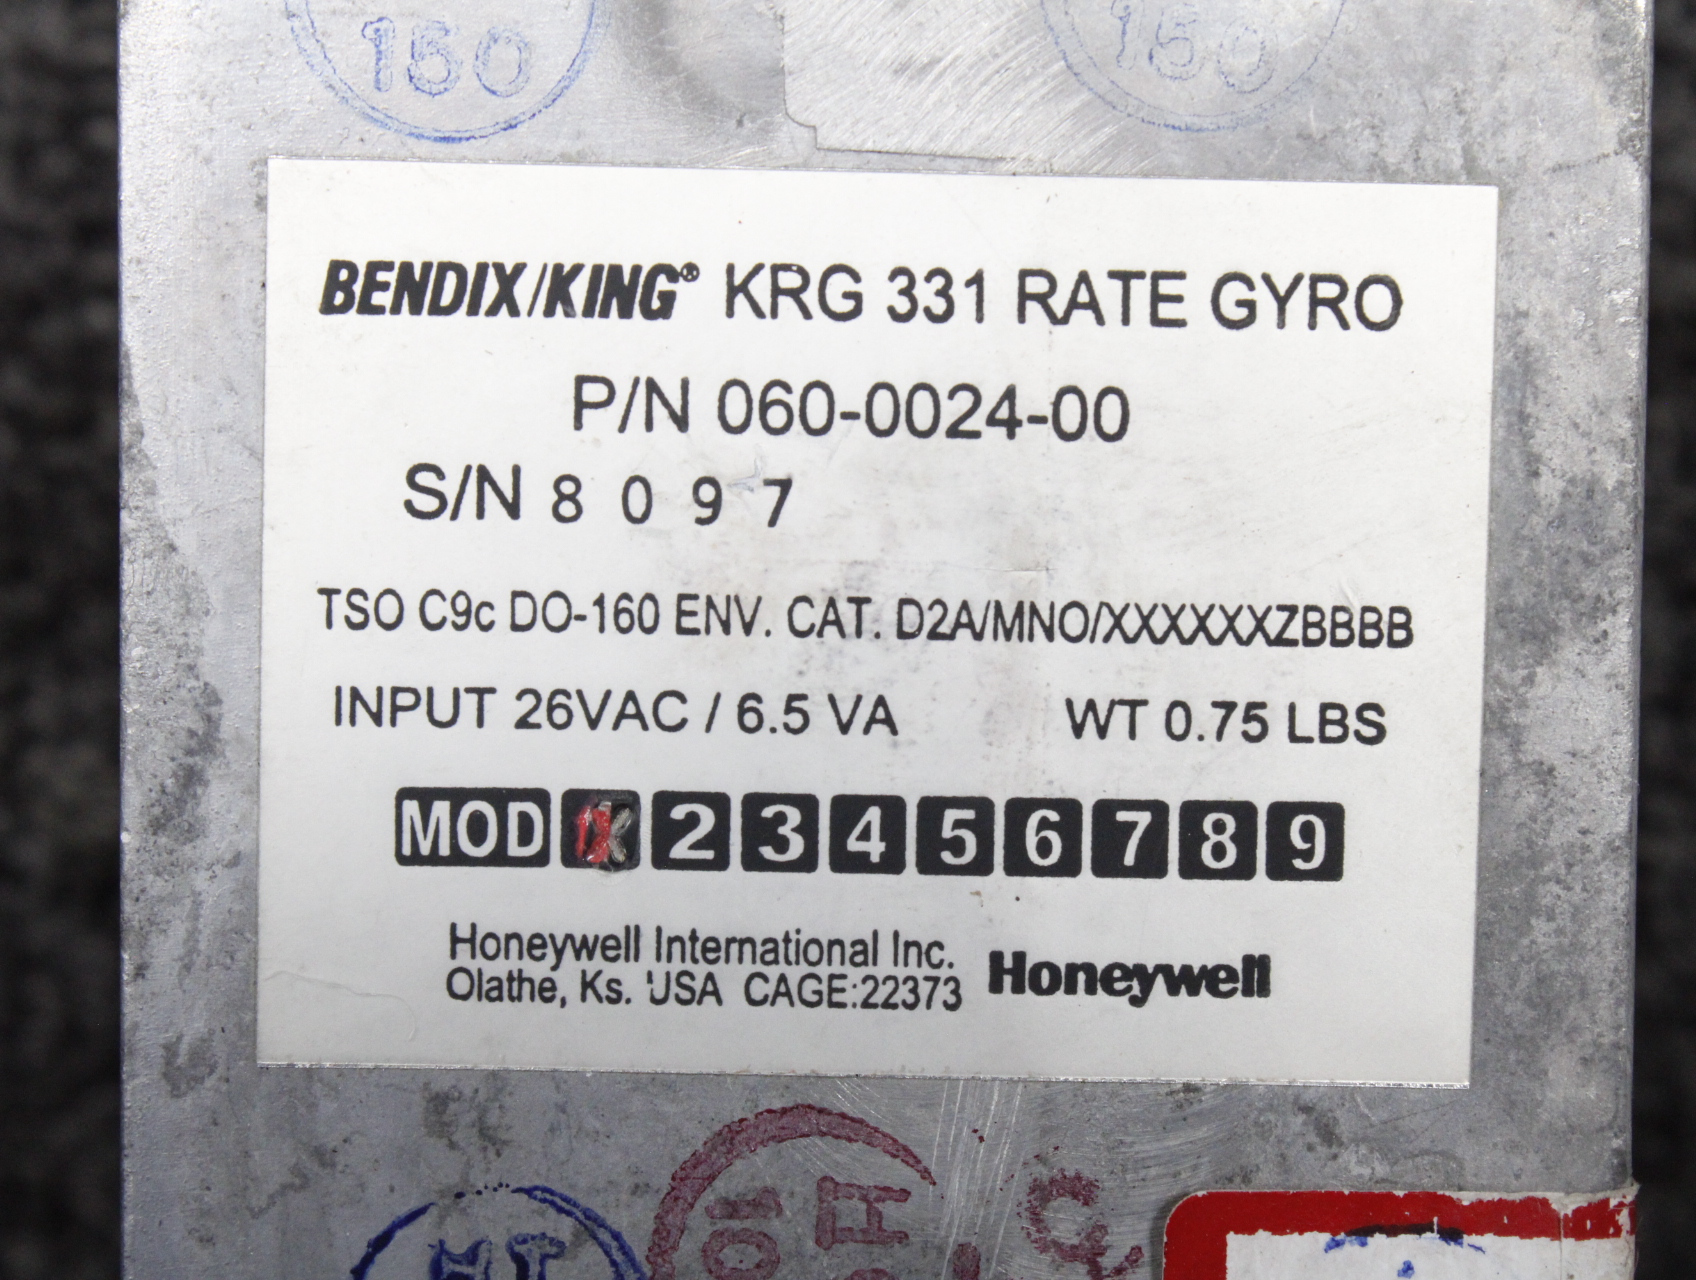 150 150
BENDIX/KING® KRG 331 RATE GYRO
P/N 060-0024-00
S/N 8 0 9 7
TSO C9c DO-160 ENV. CAT. D2A/MNO/XXXXXXZBBBB
INPUT 26VAC / 6.5 VA WT 0.75 LBS
MOD 1 2 3 4 5 6 7 8 9
Honeywell International Inc.
Olathe, Ks. USA CAGE:22373 Honeywell